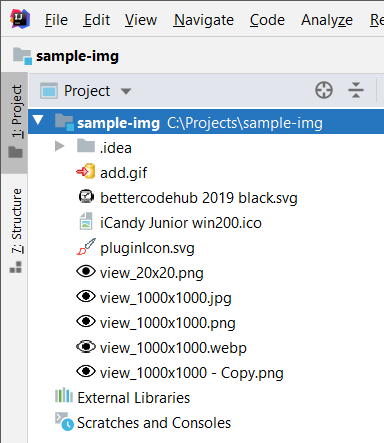 File Edit View Navigate Code Analyze Re
sample-img
1: Project
Project
sample-img C:\Projects\sample-img
.idea
add.gif
bettercodehub 2019 black.svg
iCandy Junior win200.ico
pluginIcon.svg
view_20x20.png
view_1000x1000.jpg
view_1000x1000.png
view_1000x1000.webp
view_1000x1000 - Copy.png
External Libraries
Scratches and Consoles
7: Structure